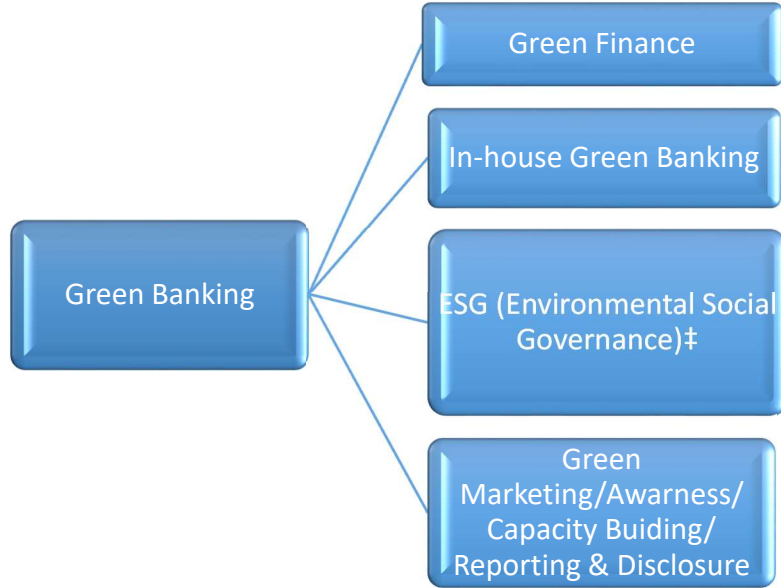 Green Finance
In-house Green Banking
Green Banking
ESG (Environmental Social
Governance)‡
Green
Marketing/Awarness/
Capacity Buiding/
Reporting & Disclosure